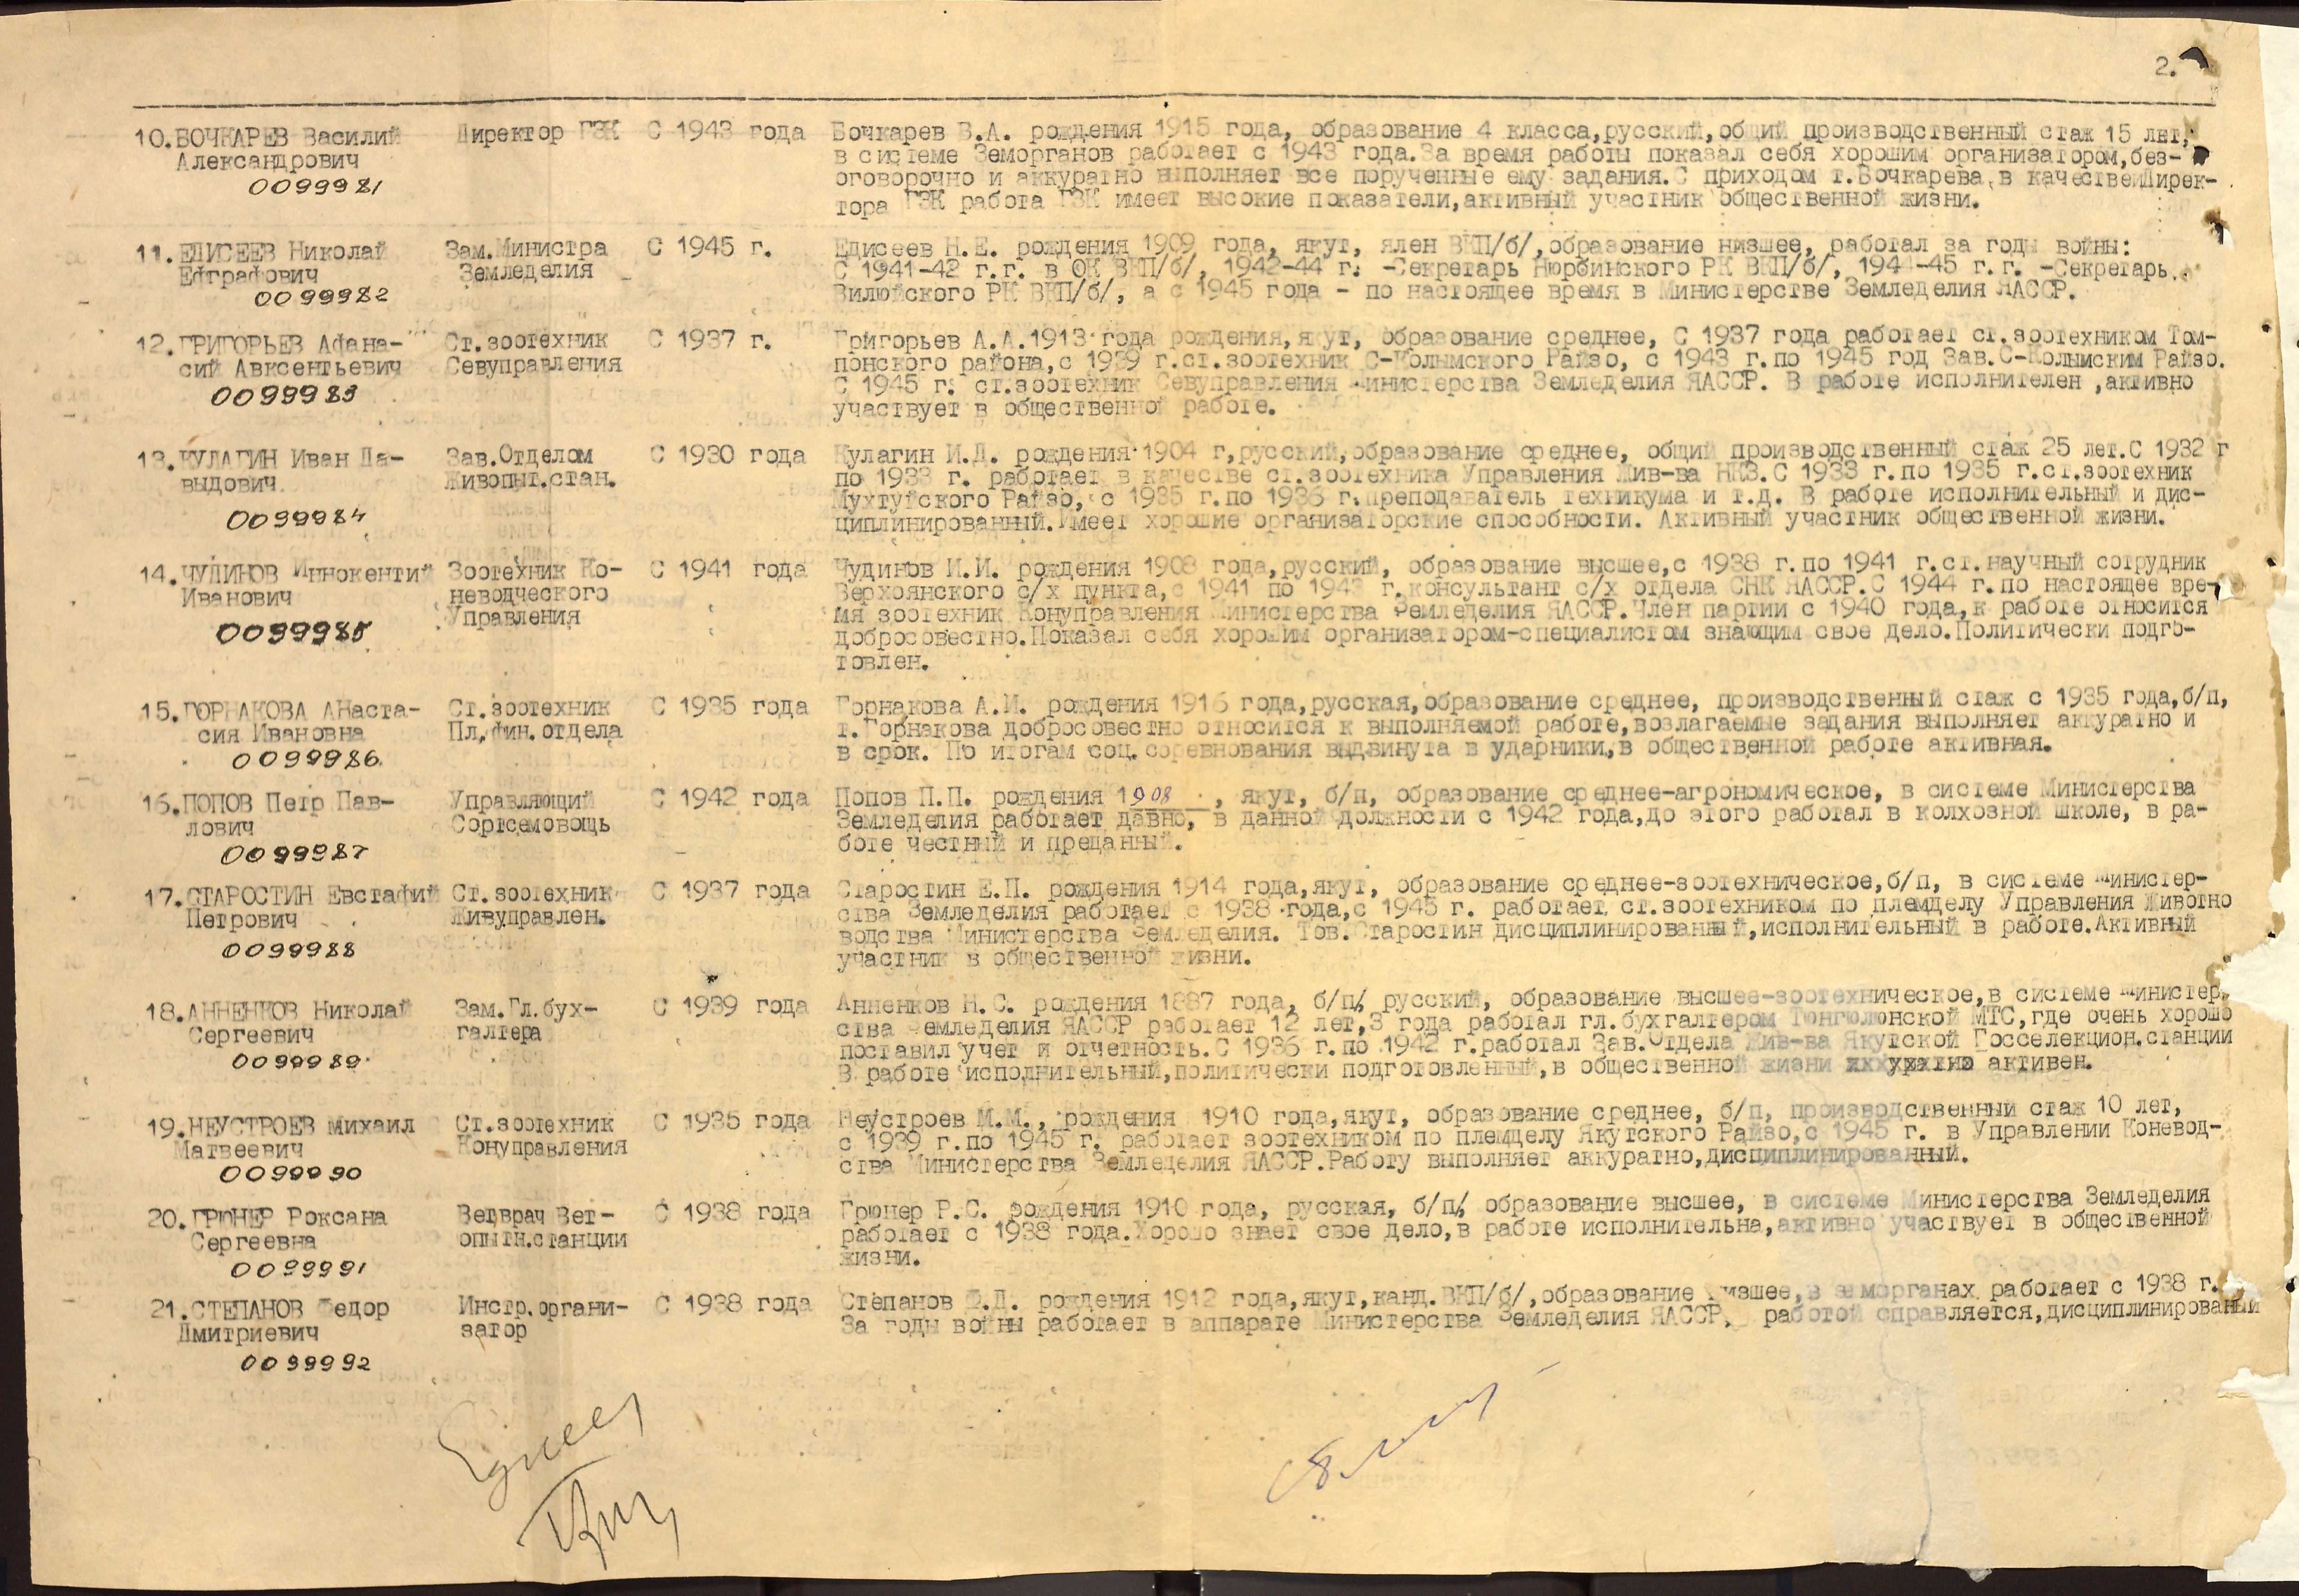 2.
10.БОЧКАРЕВ Василий Директор ГЗК С 1943 года Бочкарев В.А. рождения 1915 года, образование 4 класса,русский,общий производственный стаж 15 лет,
Александрович в системе Земорганов работает с 1943 года.За время работы показал себя хорошим организатором,без-
0099981 оговорочно и аккуратно выполняет все порученные ему задания.С приходом т.Бочкарева,в качествеДирек-
тора ГЗК работа ГЗК имеет высокие показатели,активный участник общественной жизни.
11.ЕДИСЕЕВ Николай Зам.Министра С 1945 г. Едисеев Н.Е. рождения 1909 года, якут, ялен ВКП/б/,образование низшее, работал за годы войны:
Ефграфович Земледелия С 1941-42 г.г. в ОК ВКП/б/, 1942-44 г. -Секретарь Нюрбинского РК ВКП/б/, 1944-45 г.г. -Секретарь
0099982 Вилюйского РК ВКП/б/, а с 1945 года - по настоящее время в Министерстве Земледелия ЯАССР.
12.ГРИГОРЬЕВ Афана- Ст.зоотехник С 1937 г. Григорьев А.А.1913 года рождения,якут, образование среднее, С 1937 года работает ст.зоотехником Том-
сий Авксентьевич Севуправления понского района,с 1939 г.ст.зоотехник С-Колымского Райзо, с 1943 г.по 1945 год Зав.С-Колымским Райзо.
0099983 С 1945 г. ст.зоотехник Севуправления Министерства Земледелия ЯАССР. В работе исполнителен ,активно
участвует в общественной работе.
13.КУЛАГИН Иван Да- Зав.Отделом С 1930 года Кулагин И.Д. рождения 1904 г,русский,образование среднее, общий производственный стаж 25 лет.С 1932 г
выдович Живопыт.стан. по 1933 г. работает в качестве ст.зоотехника Управления Жив-ва НКЗ.С 1933 г.по 1935 г.ст.зоотехник
0099984 Мухтуйского Райзо, с 1935 г.по 1936 г.преподаватель техникума и т.д. В работе исполнительный и дис-
циплинированный.Имеет хорошие организаторские способности. Активный участник общественной жизни.
14.ЧУДИНОВ Иннокентий Зоотехник Ко- С 1941 года Чудинов И.И. рождения 1908 года,русский, образование высшее,с 1938 г.по 1941 г.ст.научный сотрудник
Иванович неводческого Верхоянского с/х пункта,с 1941 по 1943 г.консультант с/х отдела СНК ЯАССР.С 1944 г.по настоящее вре-
0099985 Управления мя зоотехник Конуправления Министерства Земледелия ЯАССР.Член партии с 1940 года,к работе относится
добросовестно.Показал себя хорошим организатором-специалистом знающим свое дело.Политически подго-
товлен.
15.ГОРНАКОВА АНаста- Ст.зоотехник С 1935 года Горнакова А.И. рождения 1916 года,русская,образование среднее, производственный стаж с 1935 года,б/п,
сия Ивановна Пл.фин.отдела т.Горнакова добросовестно относится к выполняемой работе,возлагаемые задания выполняет аккуратно и
0099986 в срок. По итогам соц.соревнования выдвинута в ударники,в общественной работе активная.
16.ПОПОВ Петр Пав- Управляющий С 1942 года Попов П.П. рождения 1908 , якут, б/п, образование среднее-агрономическое, в системе Министерства
лович Сортсемовощь Земледелия работает давно, в данной должности с 1942 года,до этого работал в колхозной школе, в ра-
0099987 боте честный и преданный.
17.СТАРОСТИН Евстафий Ст.зоотехник С 1937 года Старостин Е.П. рождения 1914 года,якут, образование среднее-зоотехническое,б/п, в системе Министер-
Петрович Живуправлен. ства Земледелия работает с 1938 года,с 1945 г. работает ст.зоотехником по племделу Управления Животно
0099988 водства Министерства Земледелия. Тов.Старостин дисциплинированный,исполнительный в работе.Активный
участник в общественной жизни.
18.АННЕНКОВ Николай Зам.Гл.бух- С 1939 года Анненков Н.С. рождения 1887 года, б/п, русский, образование высшее-зоотехническое,в системе Министер
Сергеевич галтера ства Земледелия ЯАССР работает 12 лет,3 года работал гл.бухгалтером Тюнгюлюнской МТС,где очень хорошо
0099989 поставил учет и отчетность.С 1936 г.по 1942 г.работал Зав.Отдела Жив-ва Якутской Госселекцион.станции
В работе исполнительный,политически подготовленный,в общественной жизни активен.
19.НЕУСТРОЕВ Михаил Ст.зоотехник С 1935 года Неустроев М.М., рождения 1910 года,якут, образование среднее, б/п, производственный стаж 10 лет,
Матвеевич Конуправления с 1939 г.по 1945 г. работает зоотехником по племделу Якутского Райзо,с 1945 г. в Управлении Коневод-
0099990 ства Министерства Земледелия ЯАССР.Работу выполняет аккуратно,дисциплинированный.
20.ГРЮНЕР Роксана Ветврач Вет- С 1938 года Грюнер Р.С. рождения 1910 года, русская, б/п, образование высшее, в системе Министерства Земледелия
Сергеевна опытн.станции работает с 1938 года.Хорошо знает свое дело,в работе исполнительна,активно участвует в общественной
0099991 жизни.
21.СТЕПАНОВ Федор Инстр.органи- С 1938 года Степанов Ф.Д. рождения 1912 года,якут,канд.ВКП/б/,образование низшее,в земорганах работает с 1938 г.
Дмитриевич затор За годы войны работает в аппарате Министерства Земледелия ЯАССР, работой справляется,дисциплинированый
0099992